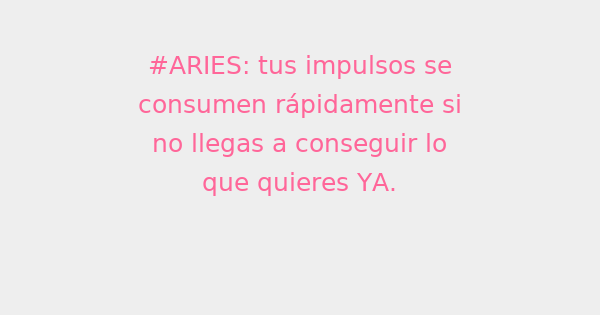 #ARIES: tus impulsos se
consumen rápidamente si
no llegas a conseguir lo
que quieres YA.